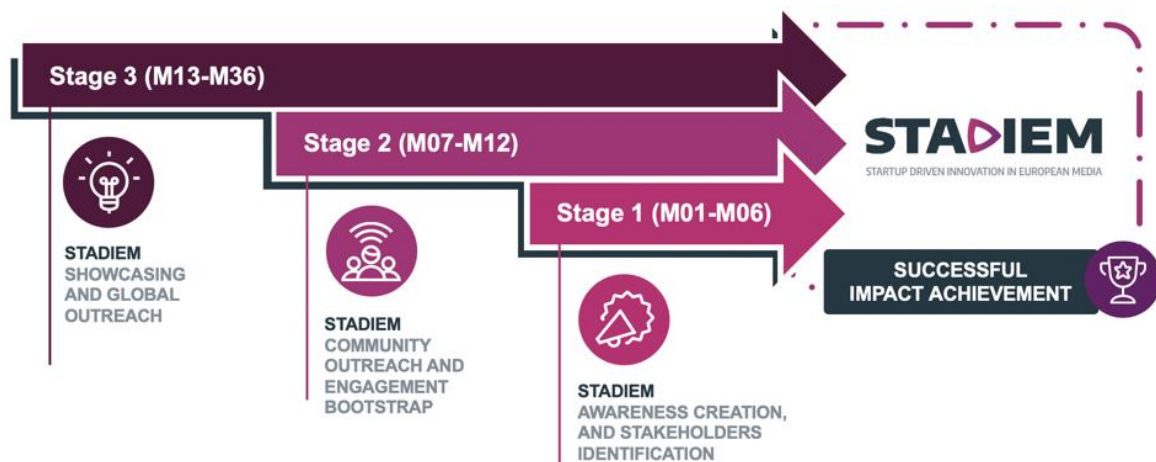 Stage 3 (M13-M36)
STADIEM
SHOWCASING
AND GLOBAL
OUTREACH
Stage 2 (M07-M12)
STADIEM
COMMUNITY
OUTREACH AND
ENGAGEMENT
BOOTSTRAP
Stage 1 (M01-M06)
STADIEM
AWARENESS CREATION,
AND STAKEHOLDERS
IDENTIFICATION
STADIEM
STARTUP DRIVEN INNOVATION IN EUROPEAN MEDIA
SUCCESSFUL
IMPACT ACHIEVEMENT